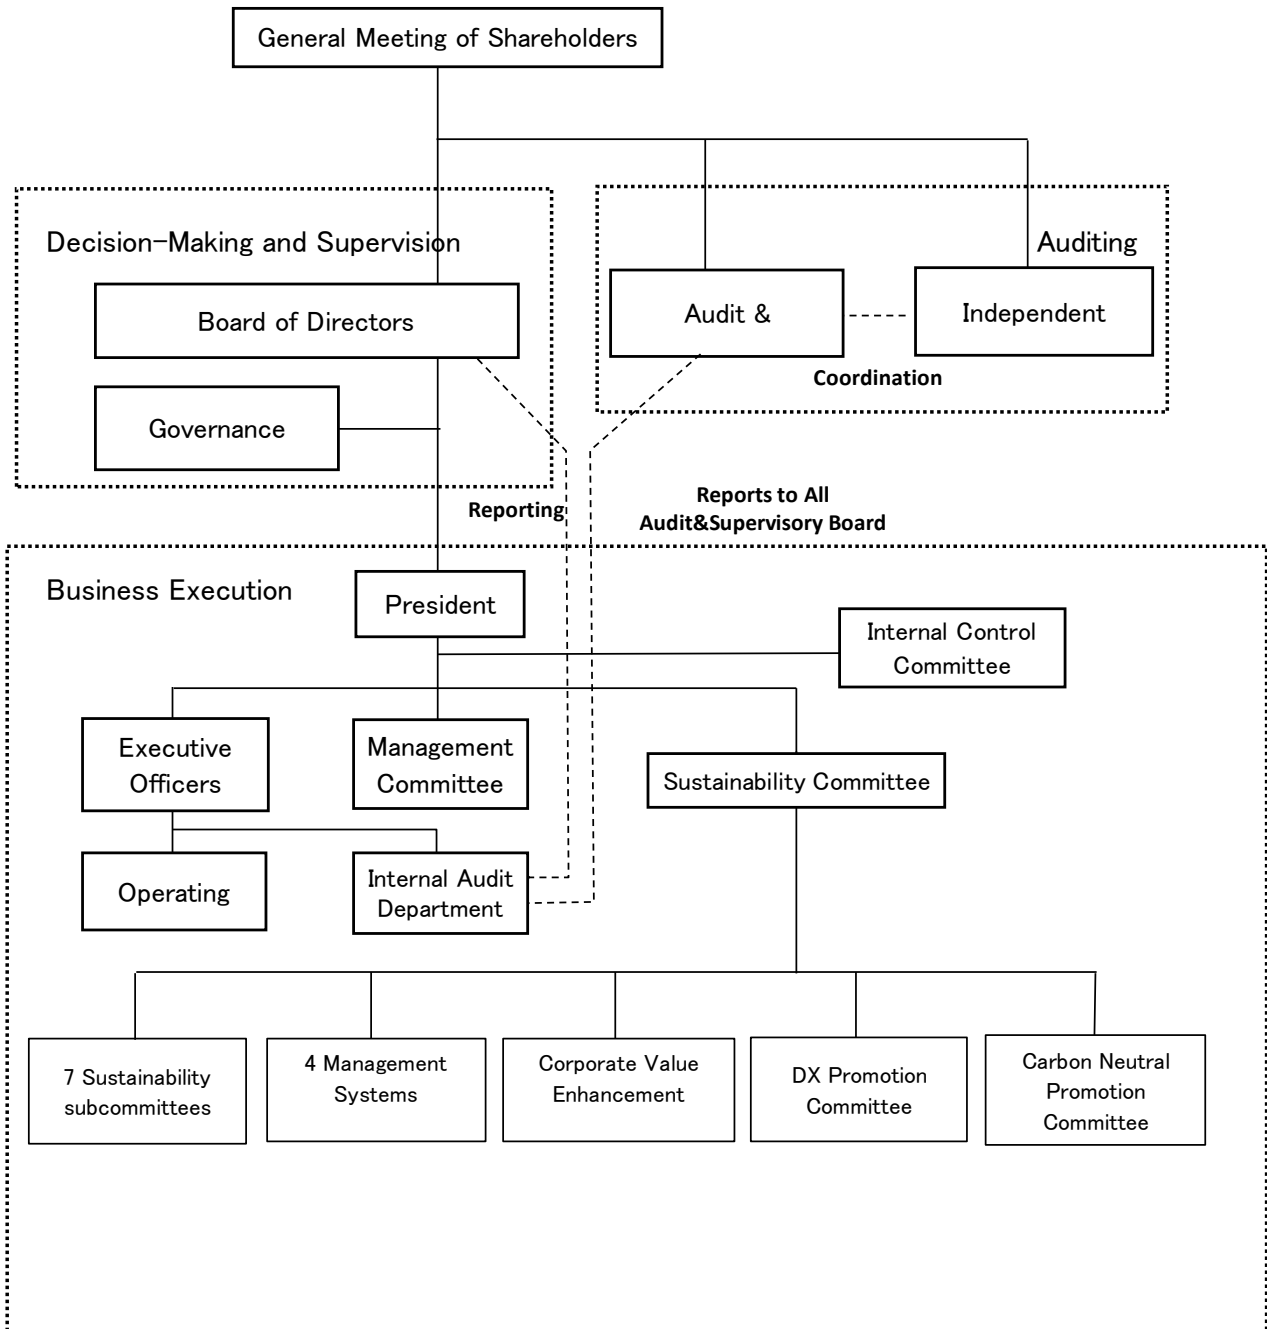 General Meeting of Shareholders
Decision-Making and Supervision
Auditing
Board of Directors
Audit &
Independent
Coordination
Governance
Reporting
Reports to All
Audit&Supervisory Board
Business Execution
President
Internal Control
Committee
Executive
Officers
Management
Committee
Sustainability Committee
Operating
Internal Audit
Department
7 Sustainability
subcommittees
4 Management
Systems
Corporate Value
Enhancement
DX Promotion
Committee
Carbon Neutral
Promotion
Committee